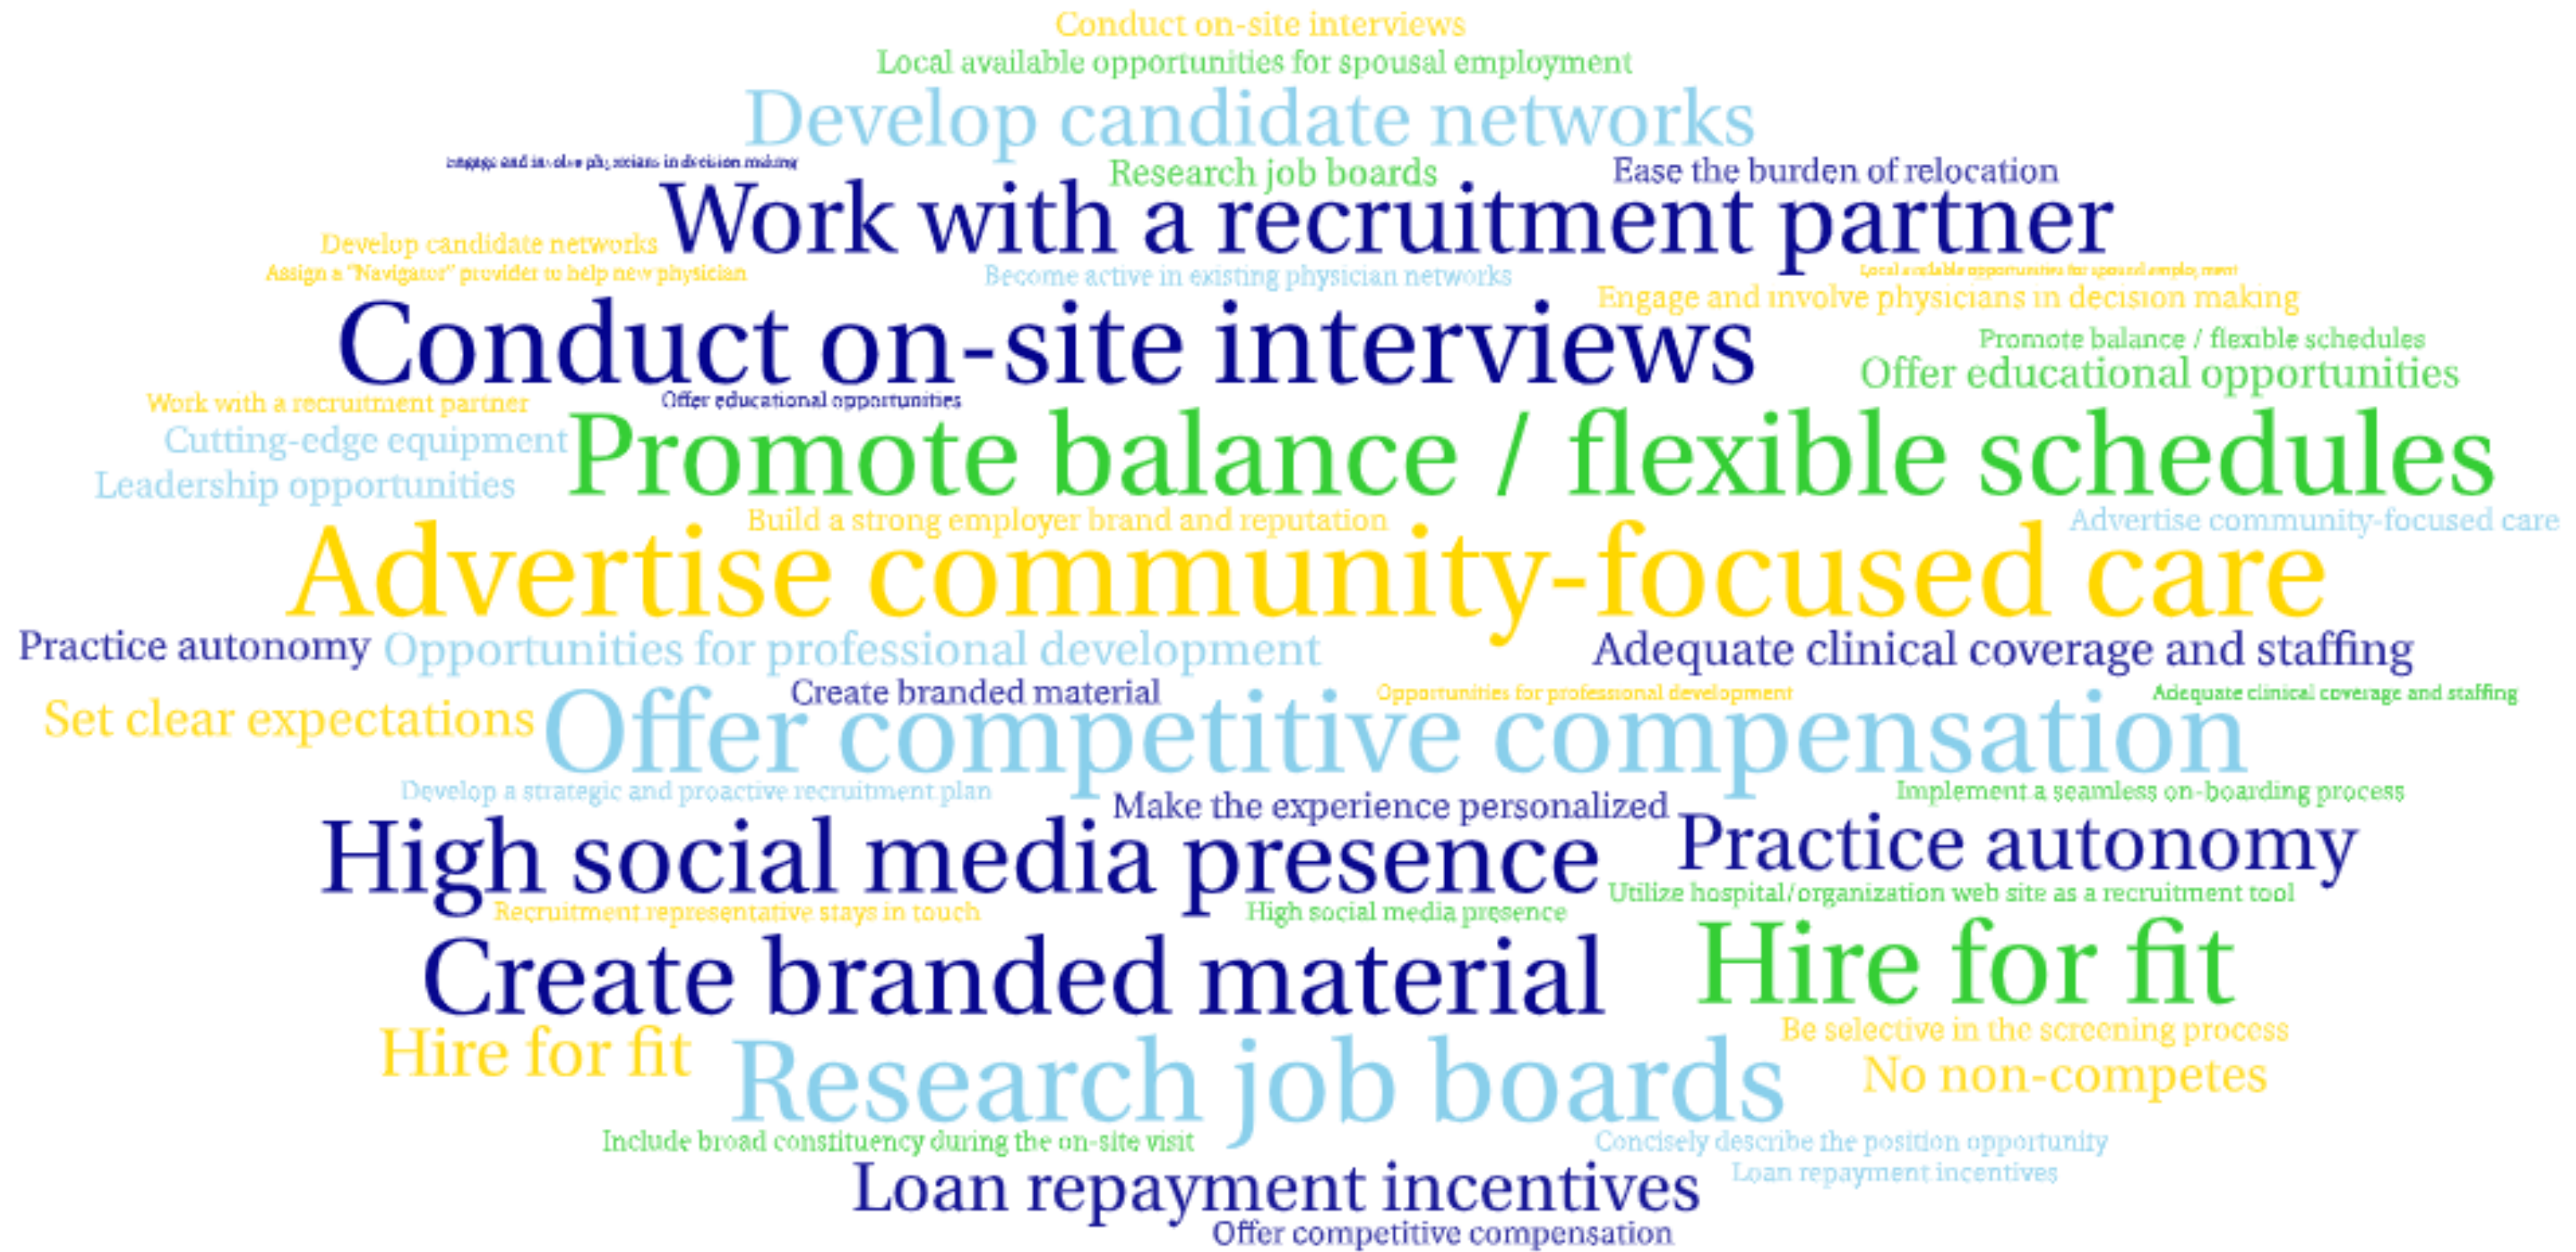 Conduct on-site interviews
Local available opportunities for spousal employment
Develop candidate networks
Engage and involve physicians in decision making
Research job boards
Ease the burden of relocation
Work with a recruitment partner
Develop candidate networks
Assign a "Navigator" provider to help new physician
Become active in existing physician networks
Local available opportunities for spousal employment
Engage and involve physicians in decision making
Conduct on-site interviews
Promote balance / flexible schedules
Offer educational opportunities
Work with a recruitment partner
Offer educational opportunities
Cutting-edge equipment
Promote balance / flexible schedules
Leadership opportunities
Build a strong employer brand and reputation
Advertise community-focused care
Advertise community-focused care
Practice autonomy
Opportunities for professional development
Adequate clinical coverage and staffing
Create branded material
Opportunities for professional development
Adequate clinical coverage and staffing
Set clear expectations
Offer competitive compensation
Develop a strategic and proactive recruitment plan
Make the experience personalized
Implement a seamless on-boarding process
High social media presence
Practice autonomy
Utilize hospital/organization web site as a recruitment tool
Recruitment representative stays in touch
High social media presence
Create branded material
Hire for fit
Be selective in the screening process
Hire for fit
Research job boards
No non-competes
Include broad constituency during the on-site visit
Concisely describe the position opportunity
Loan repayment incentives
Loan repayment incentives
Offer competitive compensation